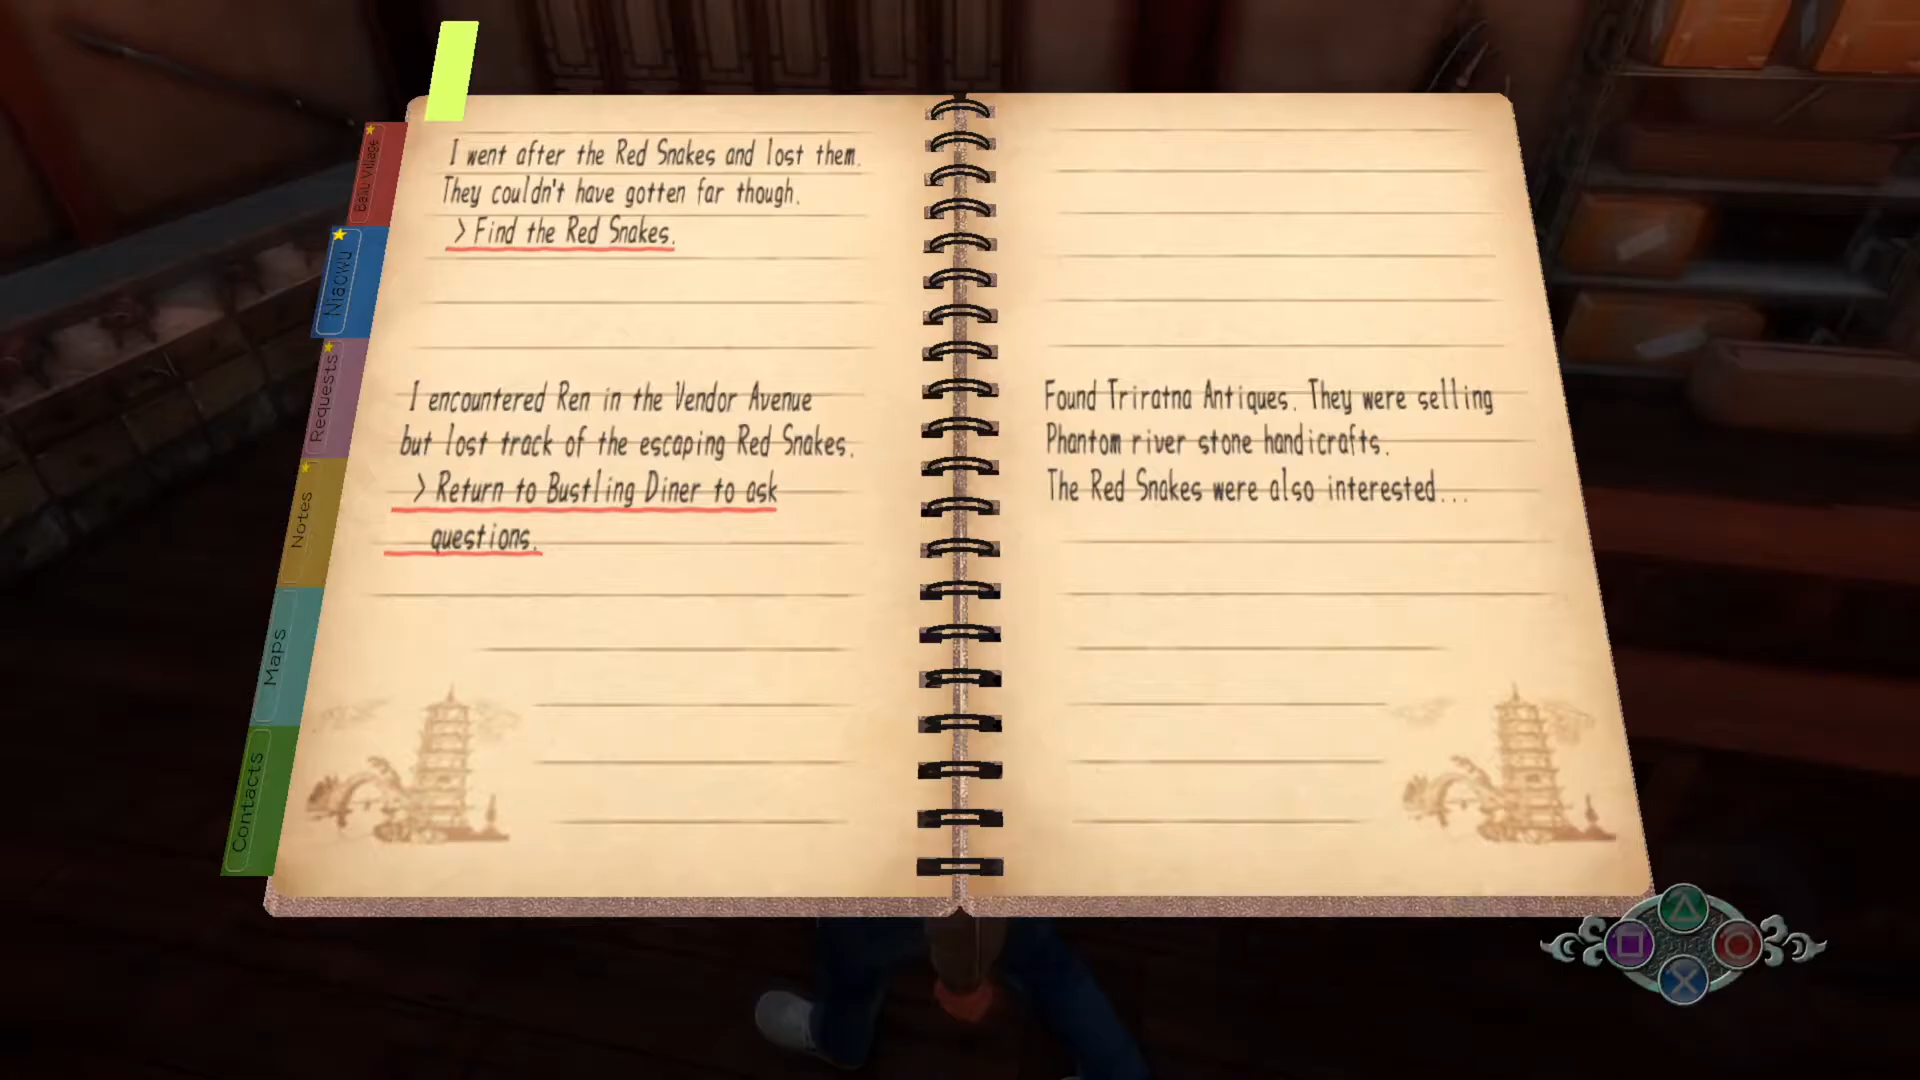 I went after the Red Snakes and lost them.
They couldn't have gotten far though.
> Find the Red Snakes.
I encountered Ren in the Vendor Avenue
but lost track of the escaping Red Snakes.
> Return to Bustling Diner to ask
questions.
Found Triratna Antiques. They were selling
Phantom river stone handicrafts.
The Red Snakes were also interested...
Bailu Village
Niaowu
Requests
Notes
Maps
Contacts